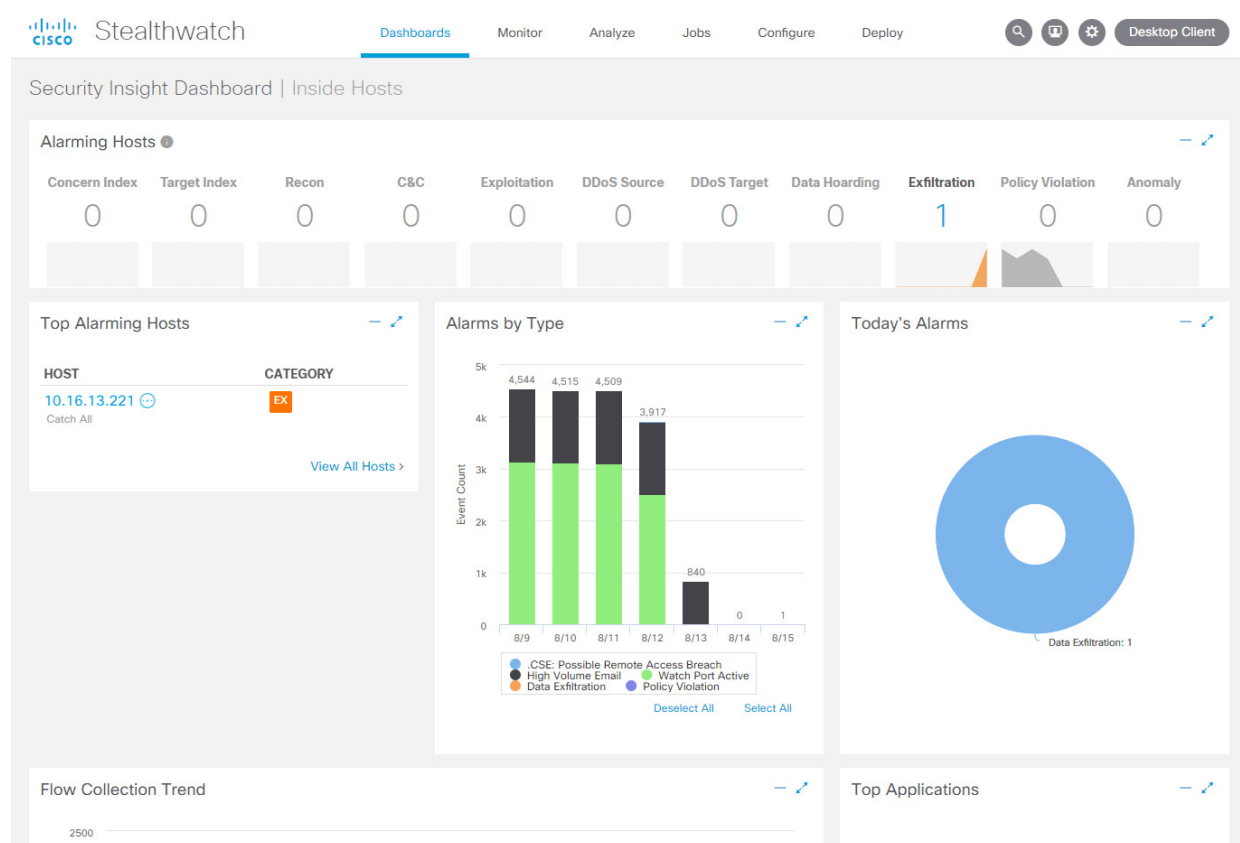 CISCO Stealthwatch Dashboards Monitor Analyze Jobs Configure Deploy Desktop Client
Security Insight Dashboard | Inside Hosts
Alarming Hosts
Concern Index Target Index Recon C&C Exploitation DDoS Source DDoS Target Data Hoarding Exfiltration Policy Violation Anomaly
0 0 0 0 0 0 0 0 1 0 0
Top Alarming Hosts
HOST CATEGORY
10.16.13.221 EX
Catch All
View All Hosts >
Alarms by Type
5k
4k
3k
2k
1k
0
Event Count
4,544 4,515 4,509 3,917 840 0 1
8/9 8/10 8/11 8/12 8/13 8/14 8/15
.CSE: Possible Remote Access Breach
High Volume Email Watch Port Active
Data Exfiltration Policy Violation
Deselect All Select All
Today's Alarms
Data Exfiltration: 1
Flow Collection Trend
2500
Top Applications